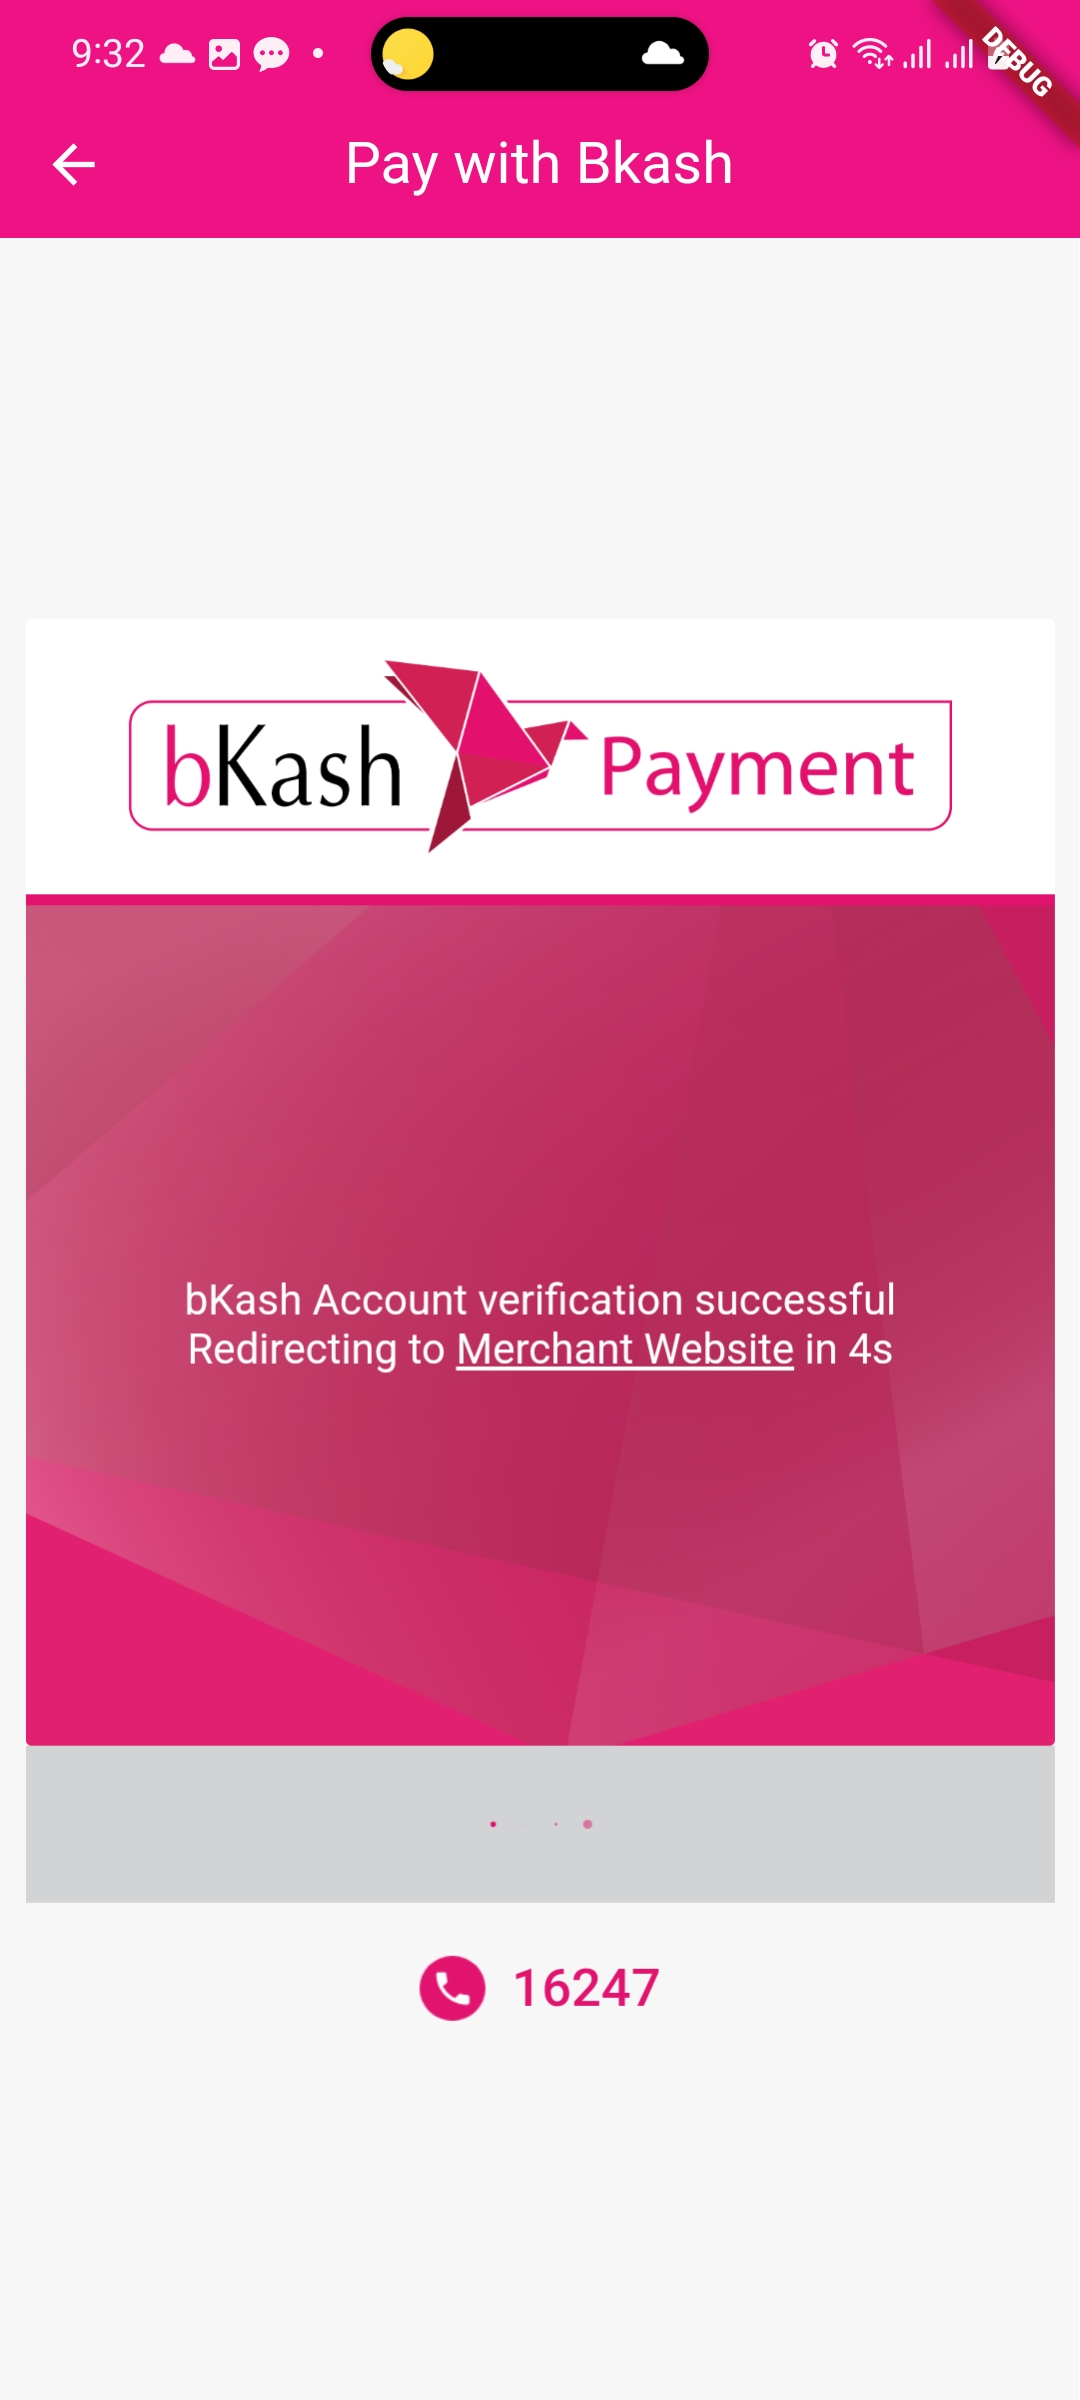 9:32
DEBUG
Pay with Bkash
bKash Payment
bKash Account verification successful
Redirecting to Merchant Website in 4s
16247